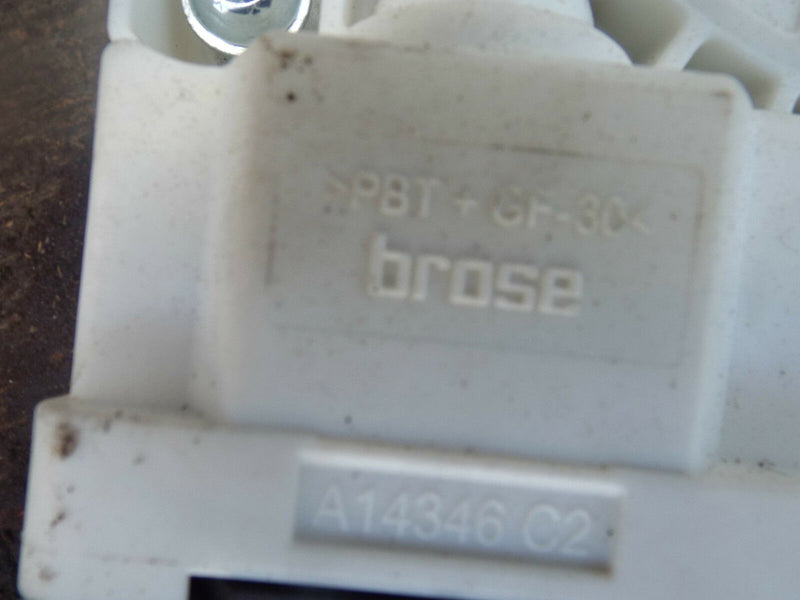 >PBT + GF-30<
brose
A14346 C2